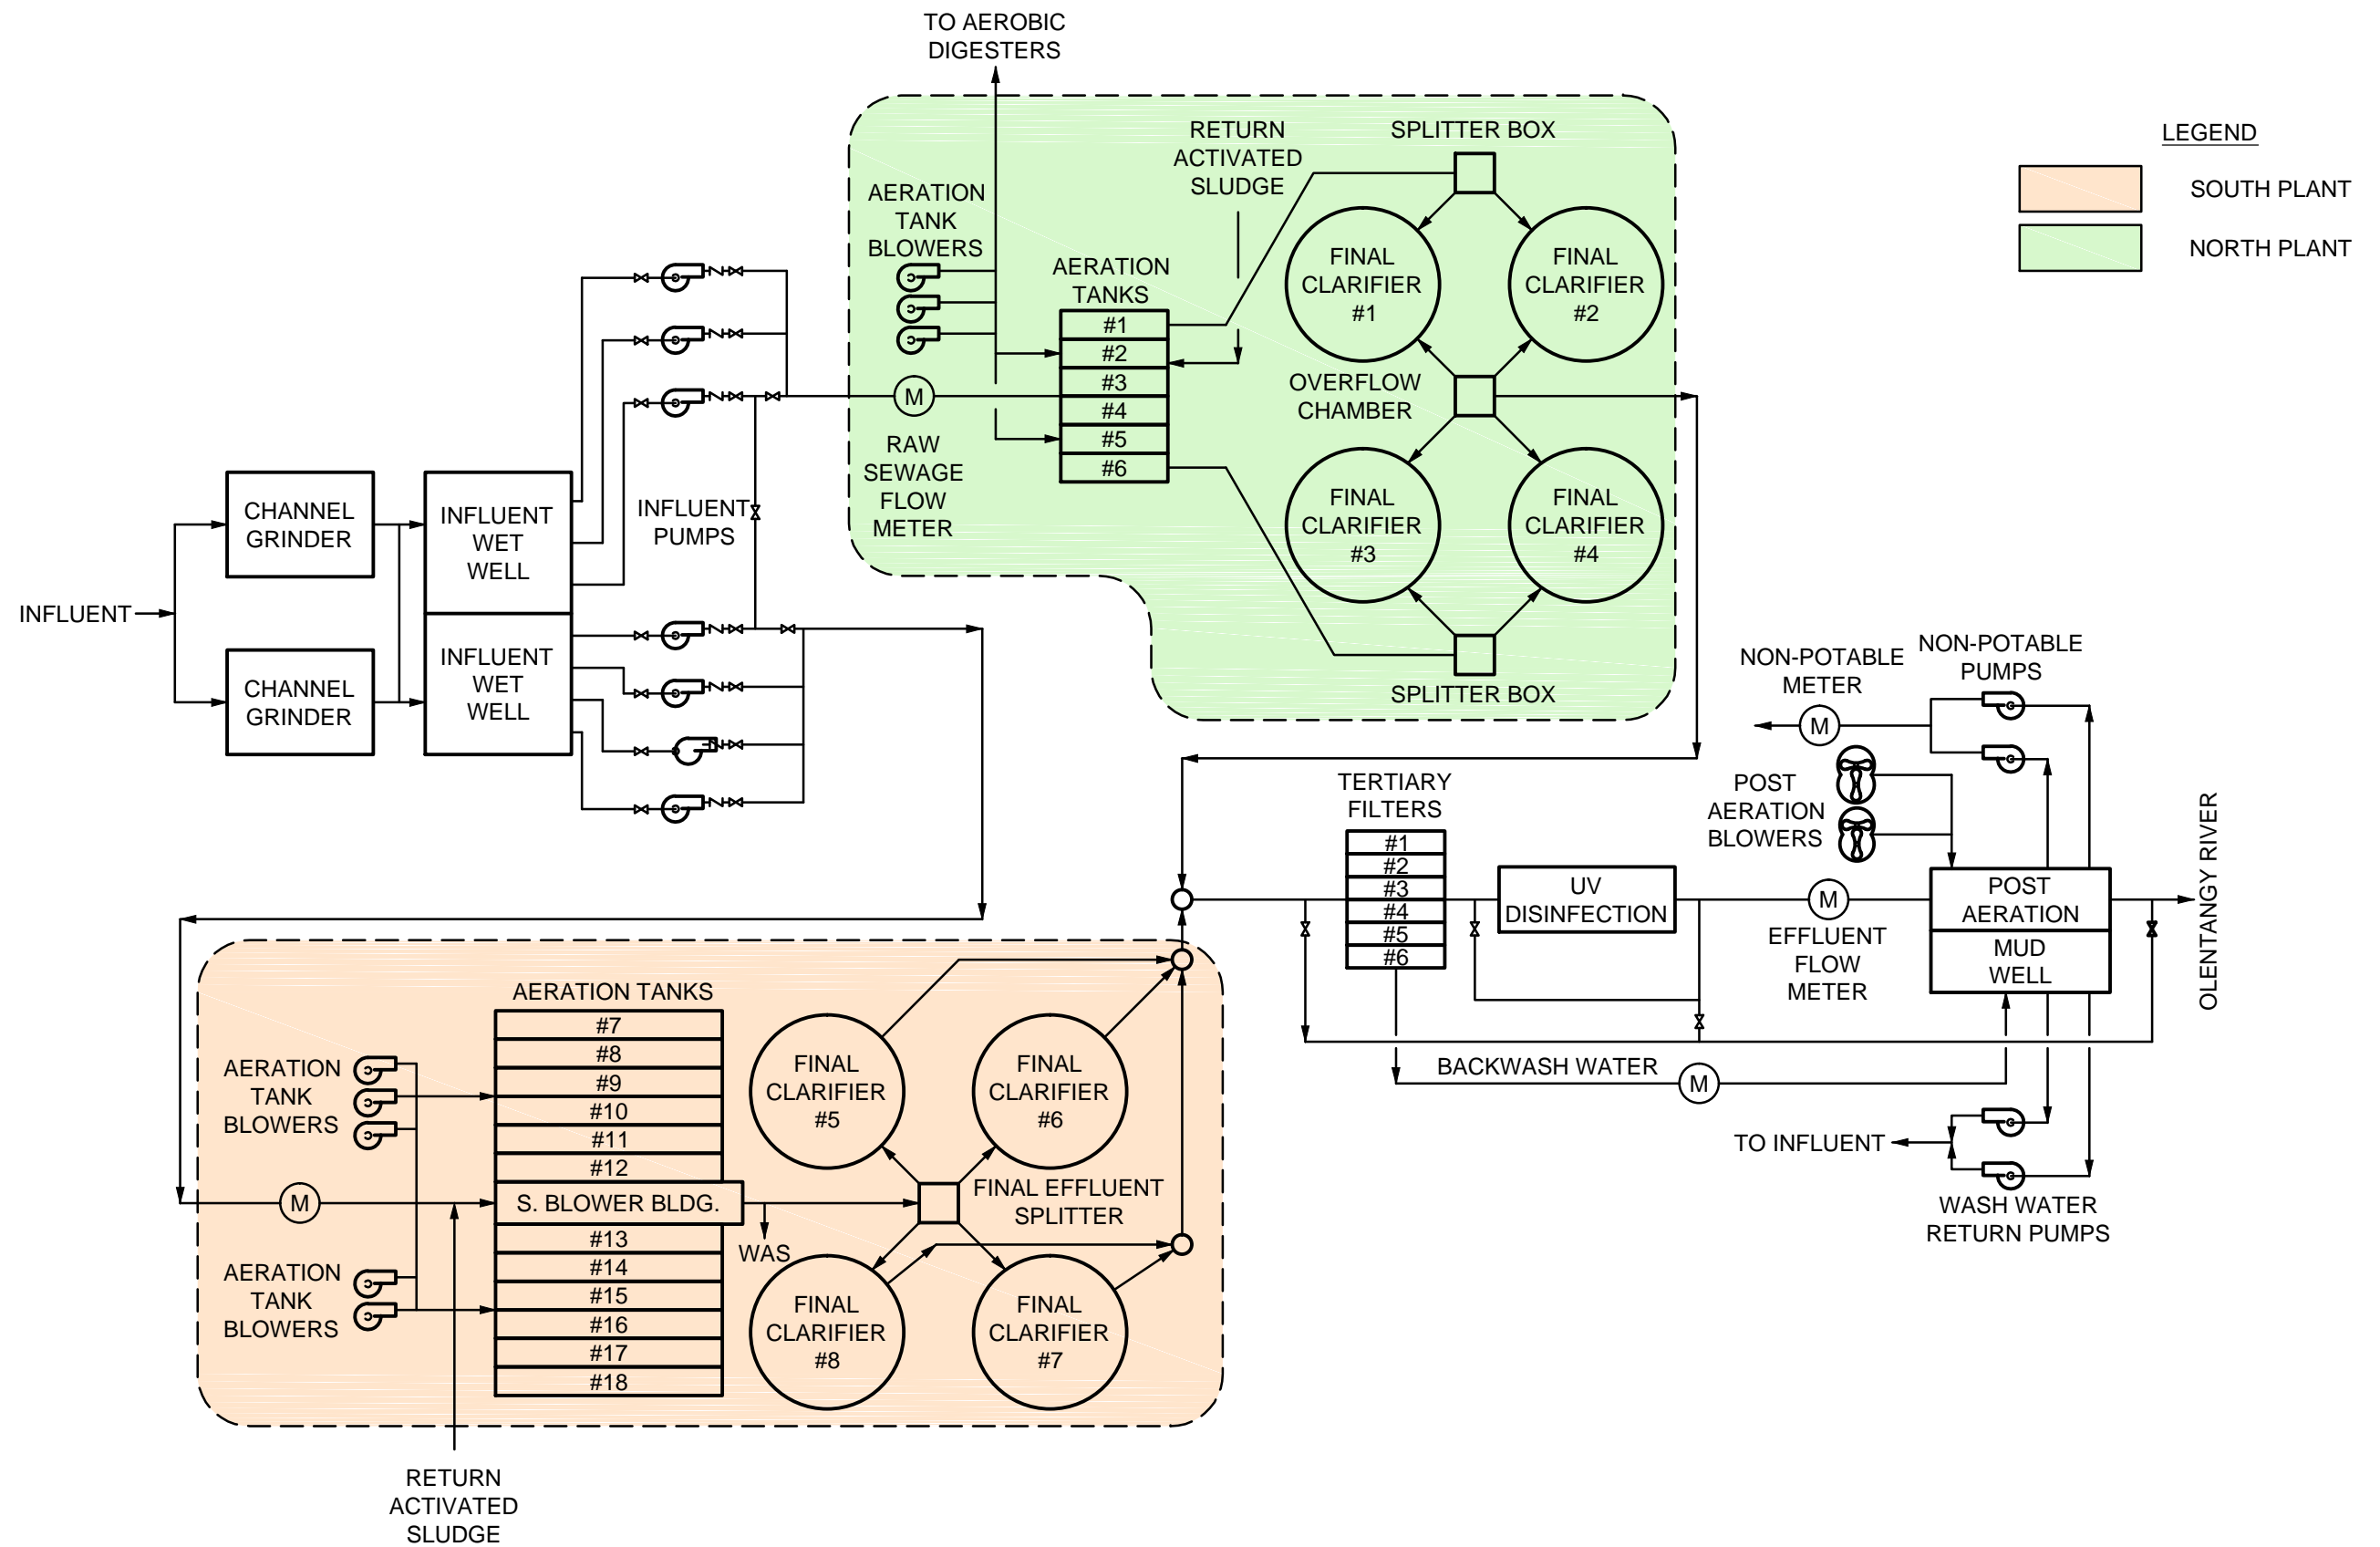 TO AEROBIC
DIGESTERS
LEGEND
SOUTH PLANT
NORTH PLANT
RETURN
ACTIVATED
SLUDGE
SPLITTER BOX
AERATION
TANK
BLOWERS
AERATION
TANKS
#1
#2
#3
#4
#5
#6
FINAL
CLARIFIER
#1
FINAL
CLARIFIER
#2
OVERFLOW
CHAMBER
M
RAW
SEWAGE
FLOW
METER
FINAL
CLARIFIER
#3
FINAL
CLARIFIER
#4
SPLITTER BOX
INFLUENT
CHANNEL
GRINDER
CHANNEL
GRINDER
INFLUENT
WET
WELL
INFLUENT
WET
WELL
INFLUENT
PUMPS
NON-POTABLE
METER
NON-POTABLE
PUMPS
M
POST
AERATION
BLOWERS
TERTIARY
FILTERS
#1
#2
#3
#4
#5
#6
UV
DISINFECTION
M
EFFLUENT
FLOW
METER
POST
AERATION
MUD
WELL
OLENTANGY RIVER
BACKWASH WATER
M
TO INFLUENT
WASH WATER
RETURN PUMPS
AERATION TANKS
#7
#8
#9
#10
#11
#12
S. BLOWER BLDG.
#13
#14
#15
#16
#17
#18
AERATION
TANK
BLOWERS
M
AERATION
TANK
BLOWERS
FINAL
CLARIFIER
#5
FINAL
CLARIFIER
#6
FINAL EFFLUENT
SPLITTER
WAS
FINAL
CLARIFIER
#8
FINAL
CLARIFIER
#7
RETURN
ACTIVATED
SLUDGE